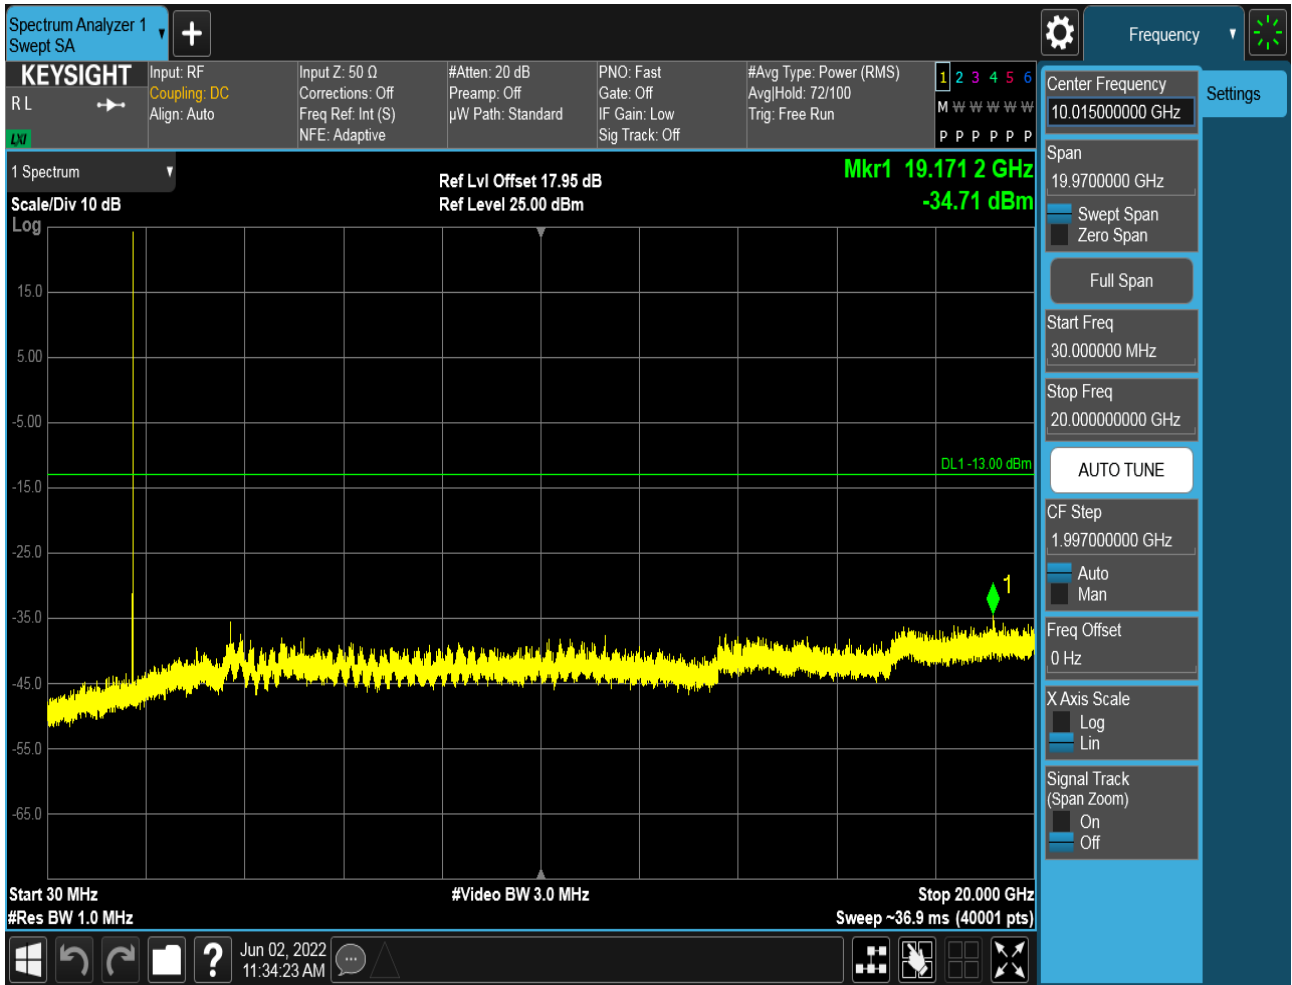 Spectrum Analyzer 1
Swept SA
Frequency
KEYSIGHT
R L
LXI
Input: RF
Coupling: DC
Align: Auto
Input Z: 50 Ω
Corrections: Off
Freq Ref: Int (S)
NFE: Adaptive
#Atten: 20 dB
Preamp: Off
µW Path: Standard
PNO: Fast
Gate: Off
IF Gain: Low
Sig Track: Off
#Avg Type: Power (RMS)
Avg|Hold: 72/100
Trig: Free Run
1 2 3 4 5 6
M W W W W W
P P P P P P
1 Spectrum
Scale/Div 10 dB
Log
Ref Lvl Offset 17.95 dB
Ref Level 25.00 dBm
Mkr1 19.171 2 GHz
-34.71 dBm
15.0
5.00
-5.00
-15.0
-25.0
-35.0
-45.0
-55.0
-65.0
DL1 -13.00 dBm
1
Start 30 MHz
#Res BW 1.0 MHz
#Video BW 3.0 MHz
Stop 20.000 GHz
Sweep ~36.9 ms (40001 pts)
Center Frequency
10.015000000 GHz
Settings
Span
19.9700000 GHz
Swept Span
Zero Span
Full Span
Start Freq
30.000000 MHz
Stop Freq
20.000000000 GHz
AUTO TUNE
CF Step
1.997000000 GHz
Auto
Man
Freq Offset
0 Hz
X Axis Scale
Log
Lin
Signal Track
(Span Zoom)
On
Off
?
Jun 02, 2022
11:34:23 AM